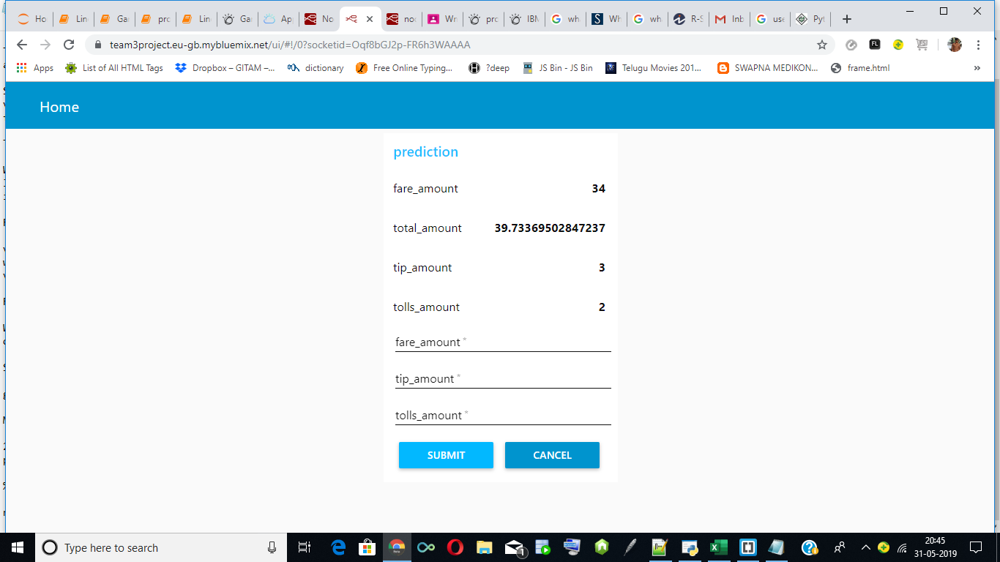 Ho
Lin
Ga
pro
Lin
Ga
Ap
No
no
Wr
pro
IBM
wh
Wh
wh
R-S
Inb
use
Pyt
team3project.eu-gb.mybluemix.net/ui/#!/0?socketid=Oqf8bGJ2p-FR6h3WAAAA
Apps List of All HTML Tags Dropbox – GITAM –... dictionary Free Online Typing... ?deep JS Bin - JS Bin Telugu Movies 201... SWAPNA MEDIKON... frame.html »
Home
prediction
fare_amount 34
total_amount 39.73369502847237
tip_amount 3
tolls_amount 2
fare_amount *
tip_amount *
tolls_amount *
SUBMIT CANCEL
Type here to search
1
20:45
31-05-2019